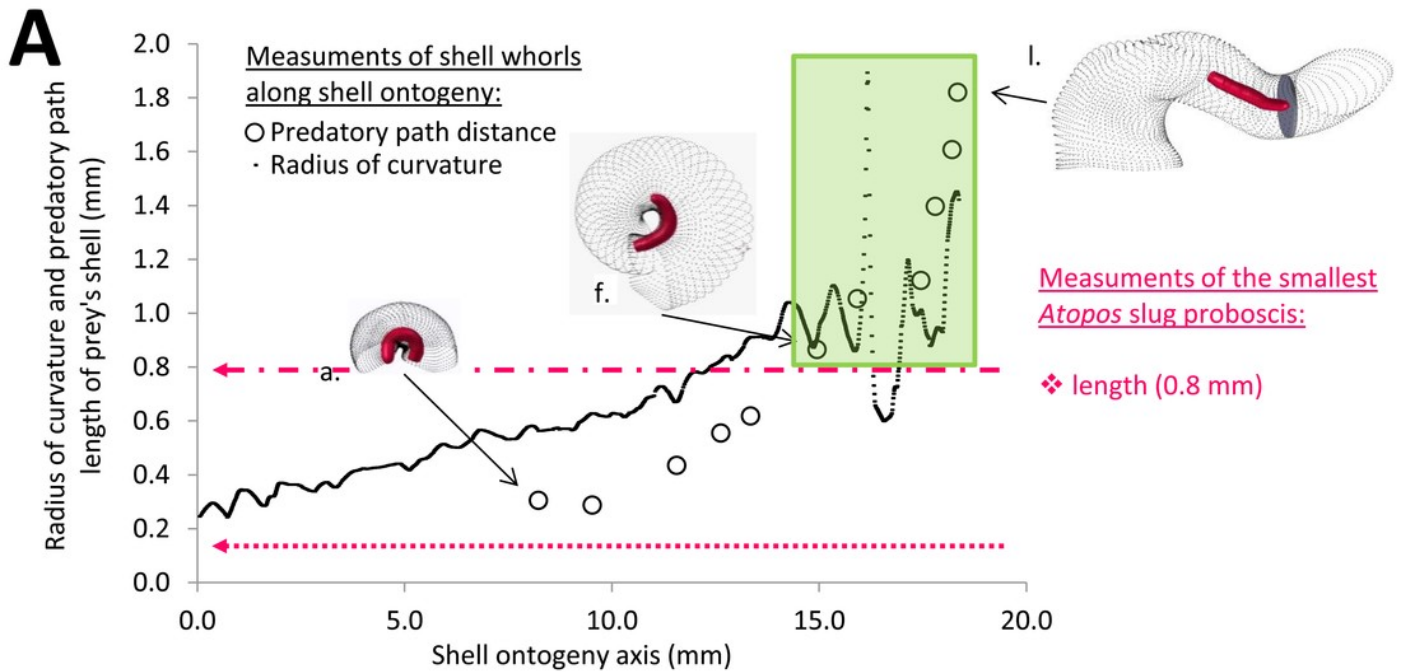 A
Measuments of shell whorls
along shell ontogeny:
Predatory path distance
Radius of curvature
Radius of curvature and predatory path
length of prey's shell (mm)
2.0
1.8
1.6
1.4
1.2
1.0
0.8
0.6
0.4
0.2
0.0
0.0
5.0
10.0
15.0
20.0
Shell ontogeny axis (mm)
a.
f.
l.
Measuments of the smallest
Atopos slug proboscis:
❖ length (0.8 mm)